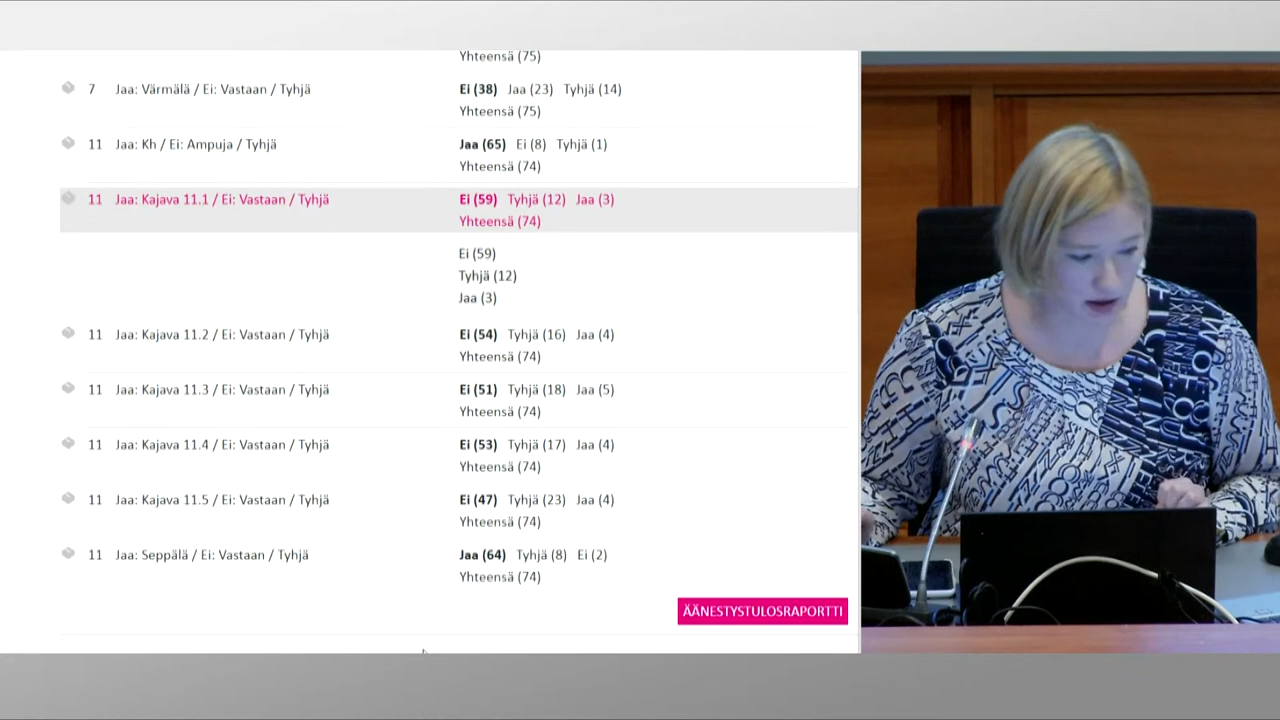 Yhteensä (75)
7 Jaa: Värmälä / Ei: Vastaan / Tyhjä Ei (38) Jaa (23) Tyhjä (14)
Yhteensä (75)
11 Jaa: Kh / Ei: Ampuja / Tyhjä Jaa (65) Ei (8) Tyhjä (1)
Yhteensä (74)
11 Jaa: Kajava 11.1 / Ei: Vastaan / Tyhjä Ei (59) Tyhjä (12) Jaa (3)
Yhteensä (74)
Ei (59)
Tyhjä (12)
Jaa (3)
11 Jaa: Kajava 11.2 / Ei: Vastaan / Tyhjä Ei (54) Tyhjä (16) Jaa (4)
Yhteensä (74)
11 Jaa: Kajava 11.3 / Ei: Vastaan / Tyhjä Ei (51) Tyhjä (18) Jaa (5)
Yhteensä (74)
11 Jaa: Kajava 11.4 / Ei: Vastaan / Tyhjä Ei (53) Tyhjä (17) Jaa (4)
Yhteensä (74)
11 Jaa: Kajava 11.5 / Ei: Vastaan / Tyhjä Ei (47) Tyhjä (23) Jaa (4)
Yhteensä (74)
11 Jaa: Seppälä / Ei: Vastaan / Tyhjä Jaa (64) Tyhjä (8) Ei (2)
Yhteensä (74)
ÄÄNESTYSTULOSRAPORTTI